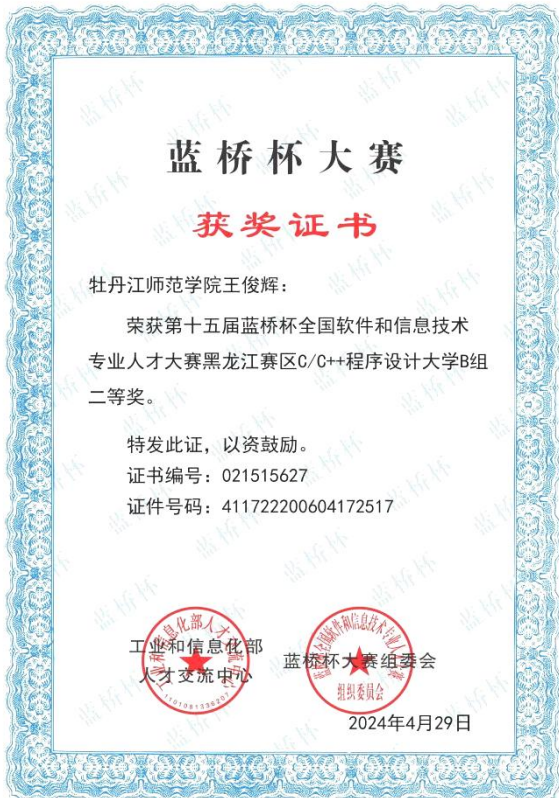 蓝桥杯大赛
获奖证书
牡丹江师范学院王俊辉：
荣获第十五届蓝桥杯全国软件和信息技术
专业人才大赛黑龙江赛区C/C++程序设计大学B组
二等奖。
特发此证，以资鼓励。
证书编号：021515627
证件号码：411722200604172517
工业和信息化部
人才交流中心
蓝桥杯大赛组委会
组织委员会
2024年4月29日